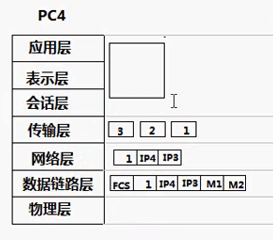 PC4
应用层
表示层
会话层
传输层 3 2 1
网络层 1 IP4 IP3
数据链路层 FCS 1 IP4 IP3 M1 M2
物理层